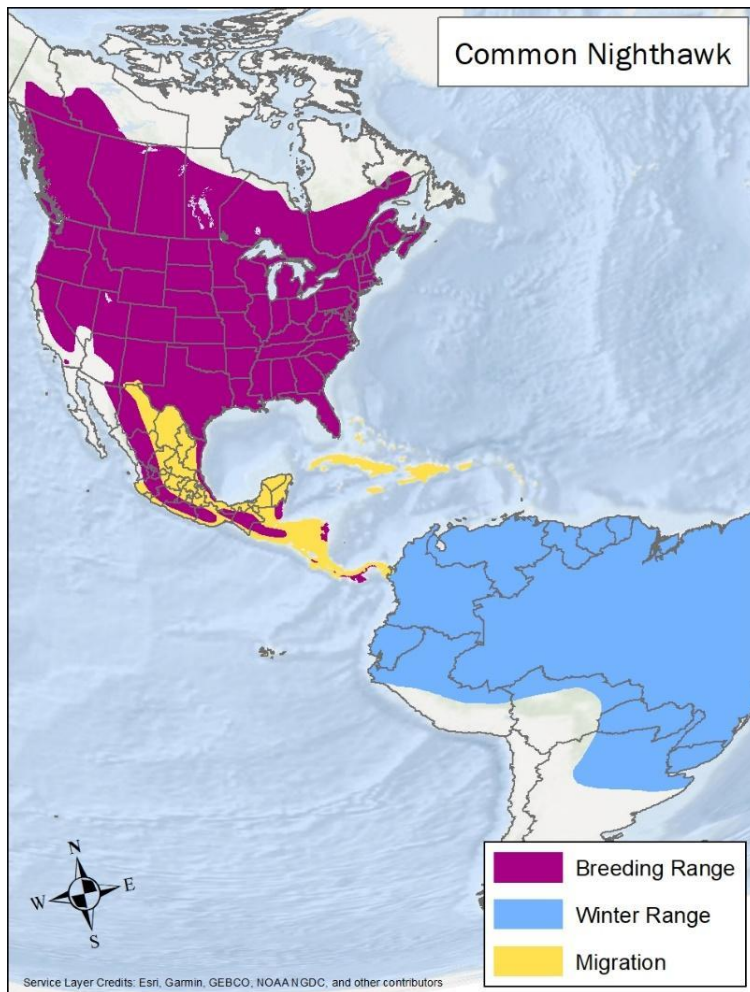 Common Nighthawk
N
W E
S
Breeding Range
Winter Range
Migration
Service Layer Credits: Esri, Garmin, GEBCO, NOAA NGDC, and other contributors